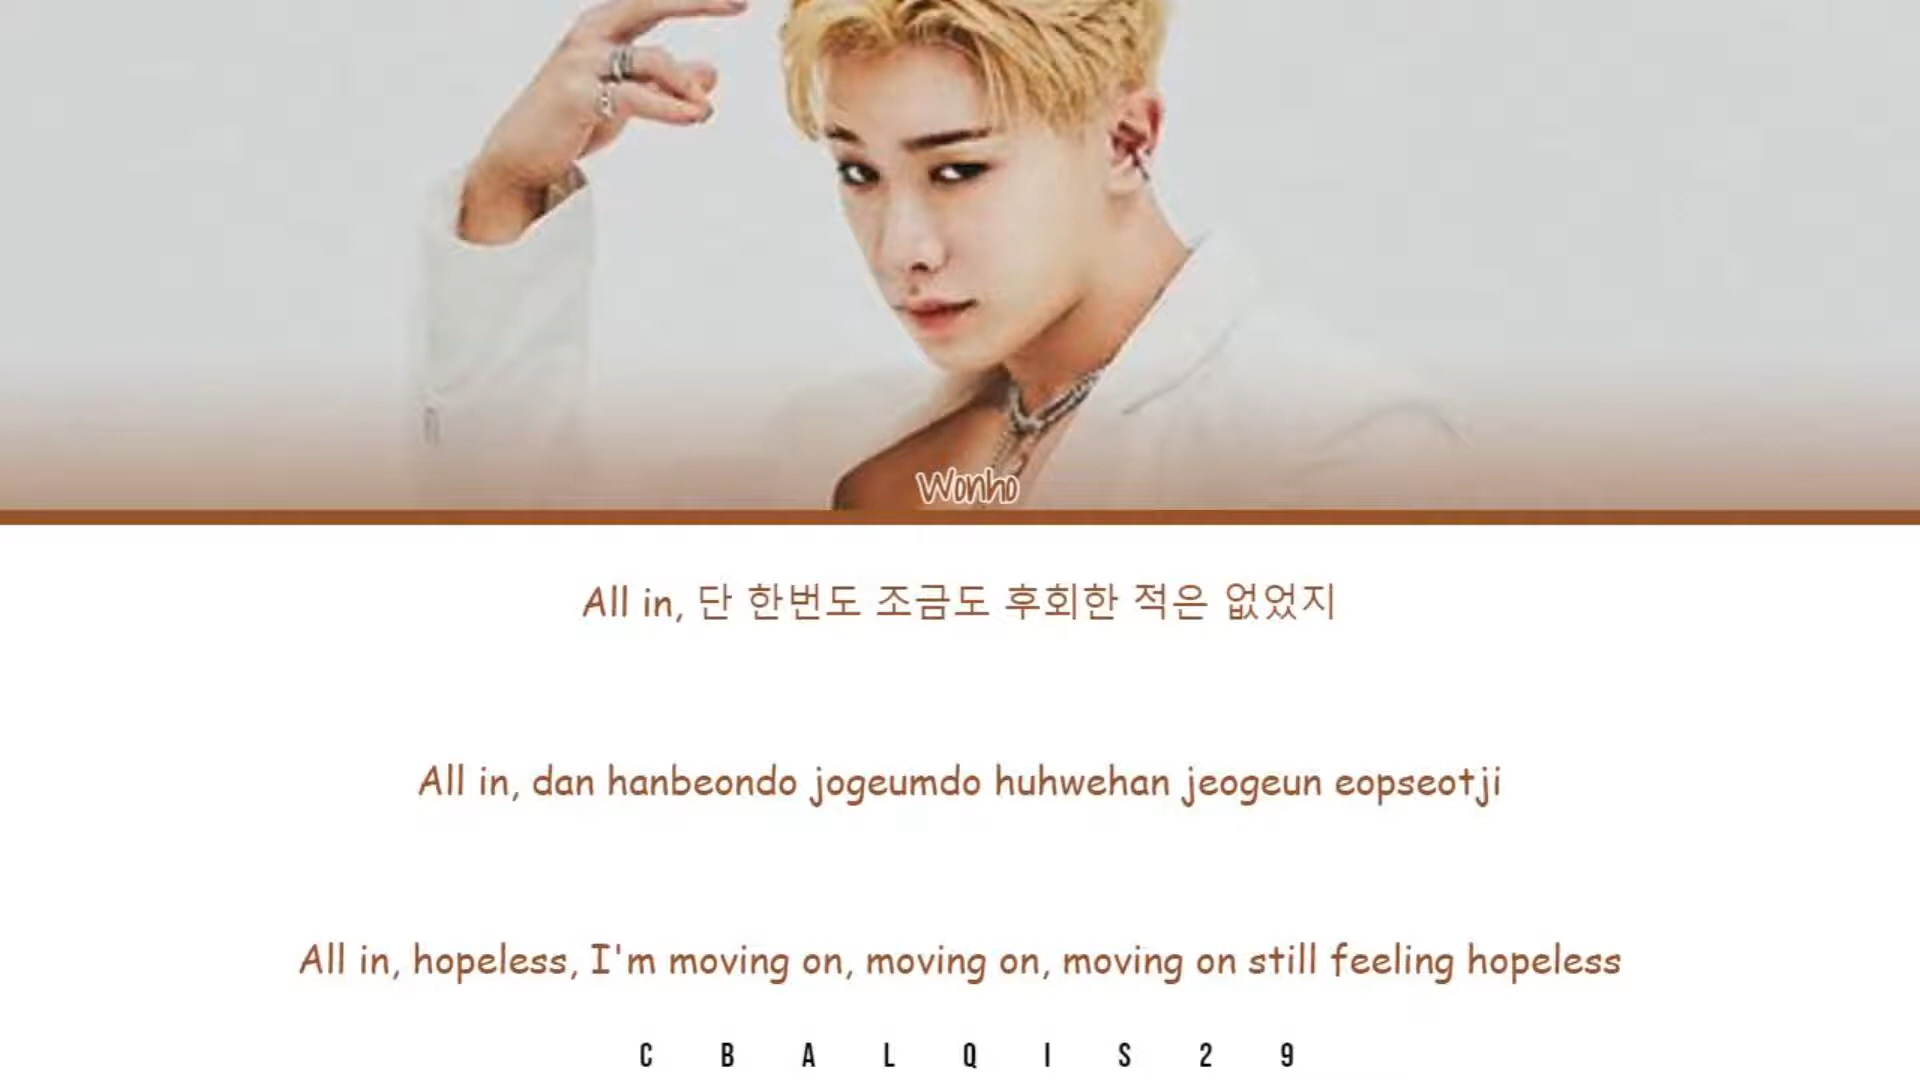 Wonho
All in, 단 한번도 조금도 후회한 적은 없었지
All in, dan hanbeondo jogeumdo huhwehan jeogeun eopseotji
All in, hopeless, I'm moving on, moving on, moving on still feeling hopeless
CBALQIS29